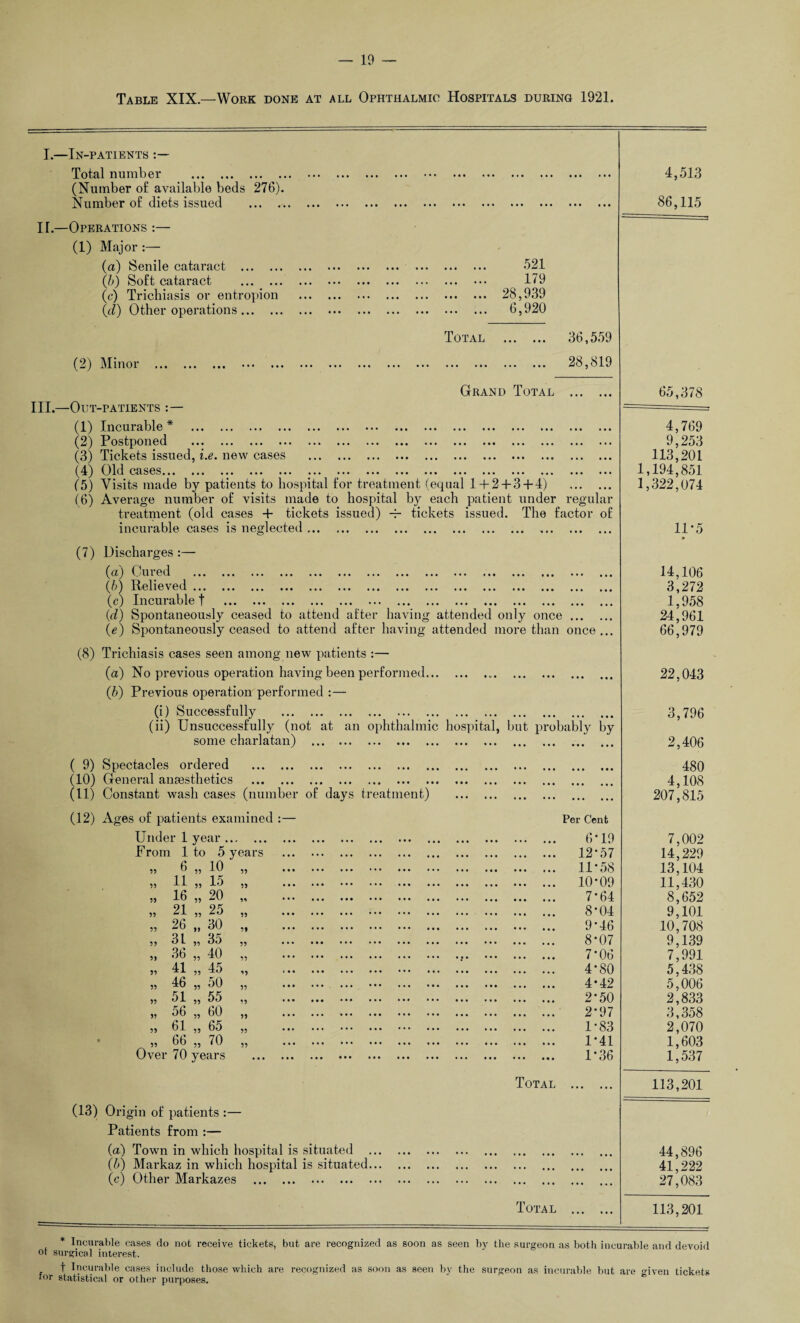 — 19 —
Table XIX.—Work done at all Ophthalmic Hospitals during 1921.
I.—In-patients :—
Total number ... 4,513
(Number of available beds 276).
Number of diets issued ... 86,115
II.—Operations :—
(1) Major :—
(a) Senile cataract ... 521
(b) Soft cataract ... 179
(c) Trichiasis or entropion ... 28,939
(d) Other operations ... 6,920
Total ... 36,559
(2) Minor ... 28,819
Grand Total ... 65,378
III.—Out-patients :—
(1) Incurable * ... 4,769
(2) Postponed ... 9,253
(3) Tickets issued, i.e. new cases ... 113,201
(4) Old cases ... 1,194,851
(5) Visits made by patients to hospital for treatment (equal 1+2+3+4) ... 1,322,074
(6) Average number of visits made to hospital by each patient under regular
treatment (old cases + tickets issued) ÷ tickets issued. The factor of
incurable cases is neglected ... 11·5
(7) Discharges :—
(a) Cured ... 14,106
(b) Relieved ... 3,272
(c) Incurable † ... 1,958
(d) Spontaneously ceased to attend after having attended only once ... 24,961
(e) Spontaneously ceased to attend after having attended more than once ... 66,979
(8) Trichiasis cases seen among new patients :—
(a) No previous operation having been performed ... 22,043
(b) Previous operation performed :—
(i) Successfully ... 3,796
(ii) Unsuccessfully (not at an ophthalmic hospital, but probably by
some charlatan) ... 2,406
( 9) Spectacles ordered ... 480
(10) General anæsthetics ... 4,108
(11) Constant wash cases (number of days treatment) ... 207,815
(12) Ages of patients examined :— Per Cent
Under 1 year ... 6·19 7,002
From 1 to 5 years ... 12·57 14,229
„ 6 „ 10 „ ... 11·58 13,104
„ 11 „ 15 „ ... 10·09 11,430
„ 16 „ 20 „ ... 7·64 8,652
„ 21 „ 25 „ ... 8·04 9,101
„ 26 „ 30 „ ... 9·46 10,708
„ 31 „ 35 „ ... 8·07 9,139
„ 36 „ 40 „ ... 7·06 7,991
„ 41 „ 45 „ ... 4·80 5,438
„ 46 „ 50 „ ... 4·42 5,006
„ 51 „ 55 „ ... 2·50 2,833
„ 56 „ 60 „ ... 2·97 3,358
„ 61 „ 65 „ ... 1·83 2,070
„ 66 „ 70 „ ... 1·41 1,603
Over 70 years ... 1·36 1,537
Total ... 113,201
(13) Origin of patients :—
Patients from :—
(a) Town in which hospital is situated ... 44,896
(b) Markaz in which hospital is situated ... 41,222
(c) Other Markazes ... 27,083
Total ... 113,201
* Incurable cases do not receive tickets, but are recognized as soon as seen by the surgeon as both incurable and devoid
of surgical interest.
† Incurable cases include those which are recognized as soon as seen by the surgeon as incurable but are given tickets
for statistical or other purposes.